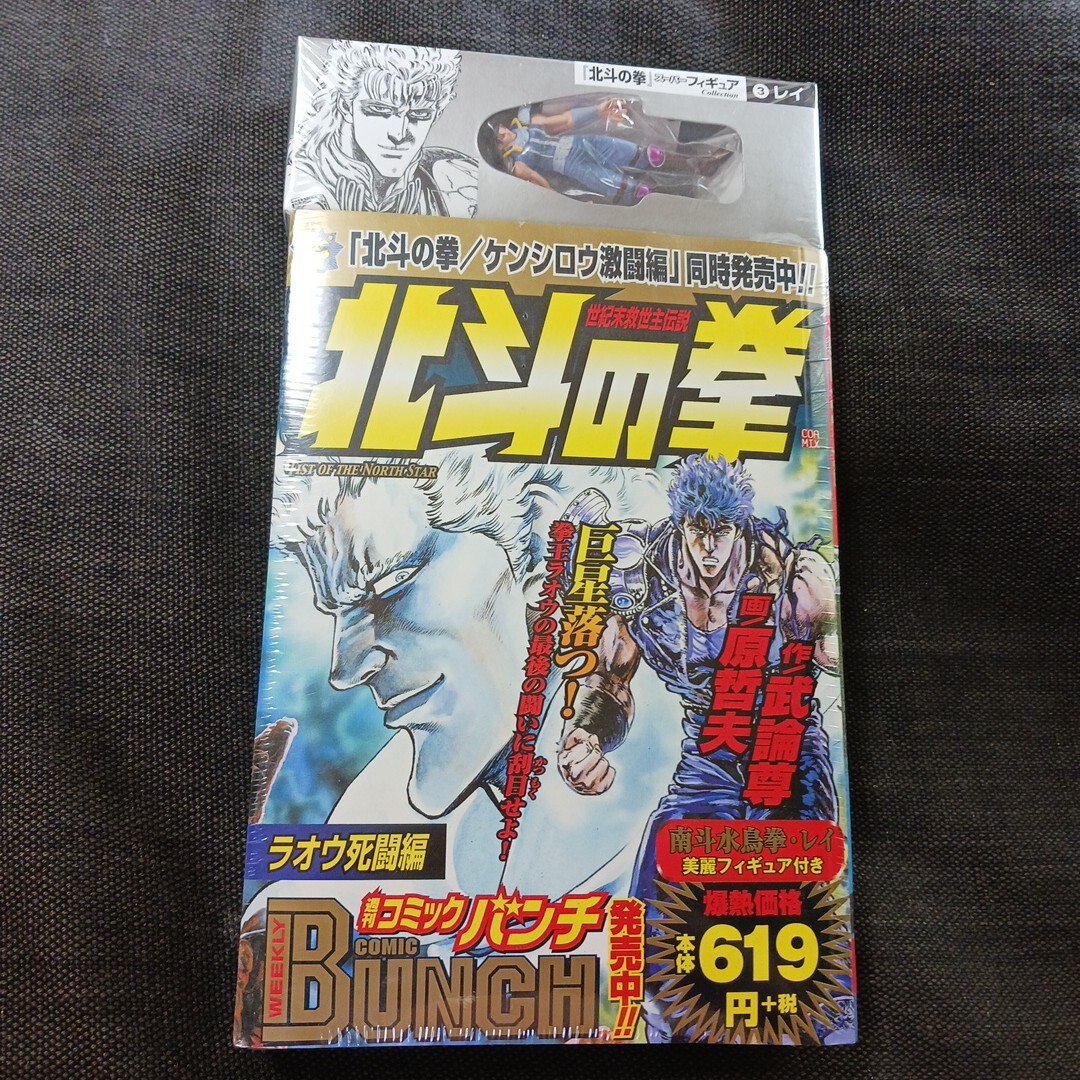 『北斗の拳』スーパーフィギュア
Collection
3レイ
「北斗の拳/ケンシロウ激闘編」同時発売中!!
世紀末救世主伝説
北斗の拳
COA
MIX
FIST OF THE NORTH STAR
作/武論尊
画/原哲夫
巨星落つ!
拳王ラオウの最後の闘いに刮目せよ!
かつもく
ラオウ死闘編
南斗水鳥拳・レイ
美麗フィギュア付き
爆熱価格
本体619円+税
週刊コミックバンチ
発売中!!
WEEKLY
COMIC
BUNCH